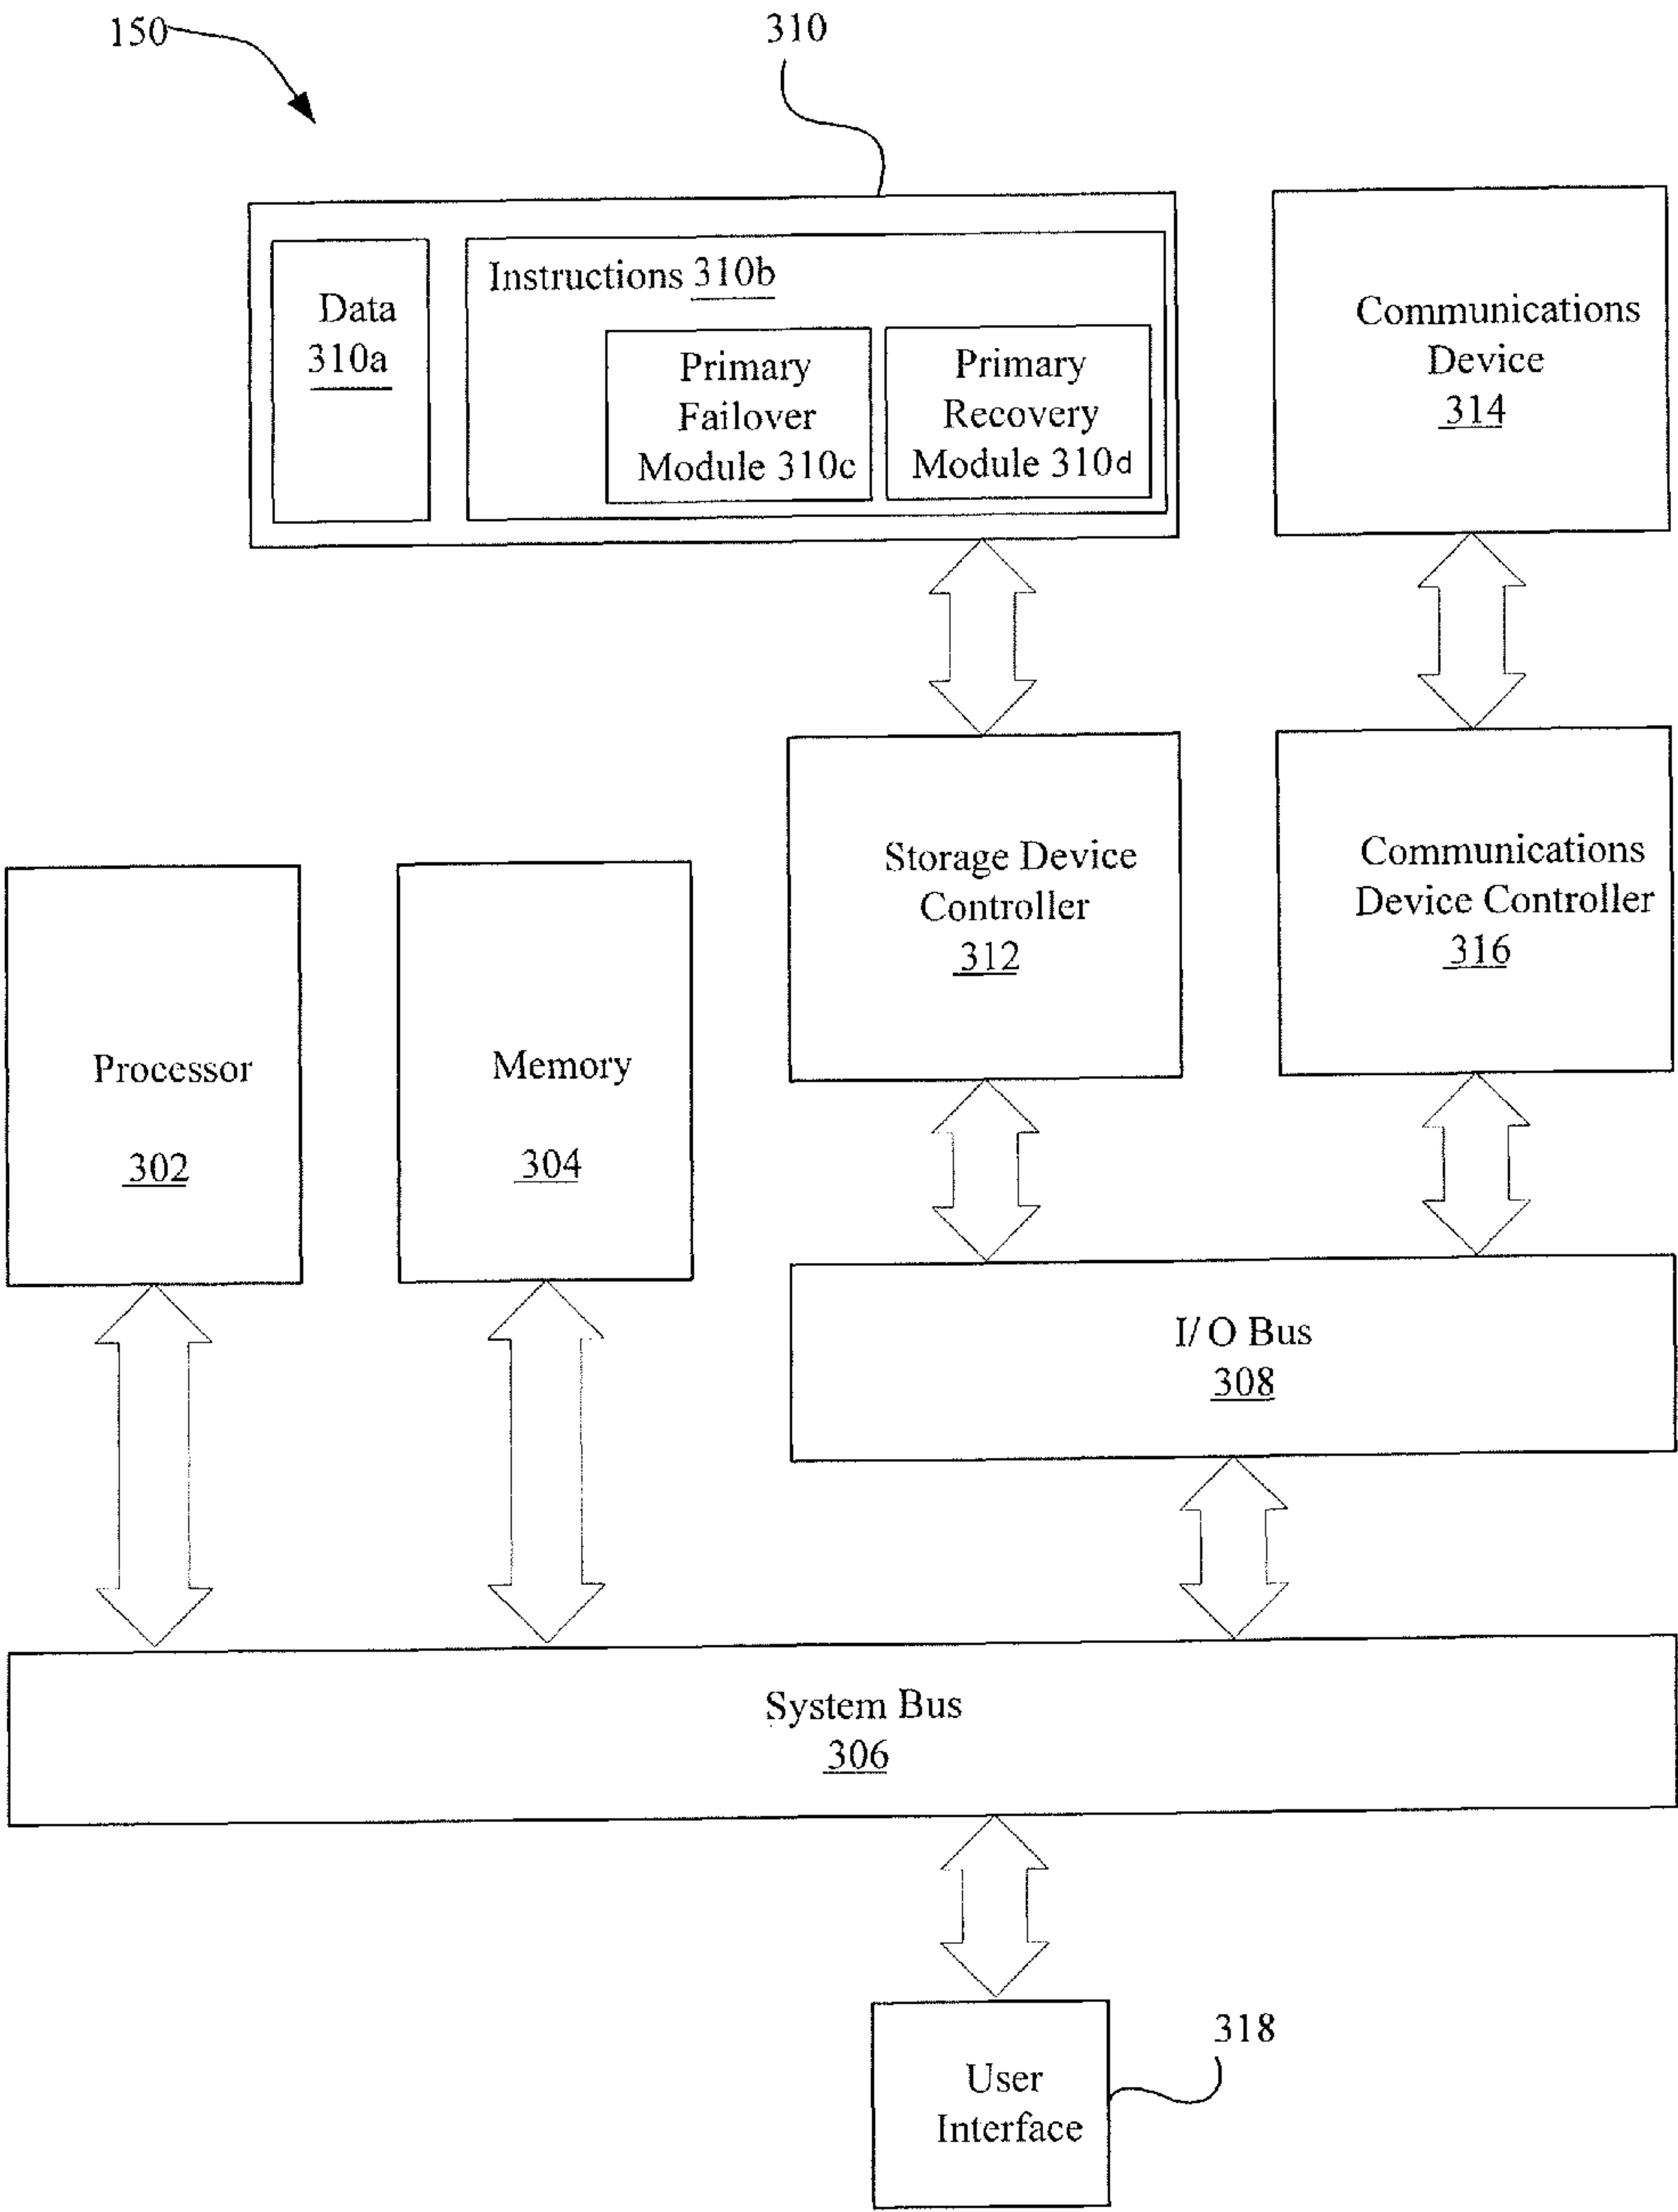 150
310
Data
310a
Instructions 310b
Primary
Failover
Module 310c
Primary
Recovery
Module 310d
Communications
Device
314
Storage Device
Controller
312
Communications
Device Controller
316
Processor
302
Memory
304
I/ O Bus
308
System Bus
306
User
Interface
318